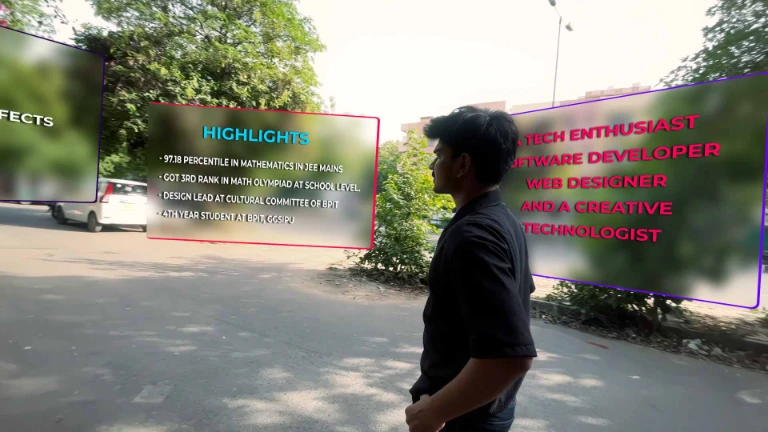 FECTS
HIGHLIGHTS
• 97.18 PERCENTILE IN MATHEMATICS IN JEE MAINS
• GOT 3RD RANK IN MATH OLYMPIAD AT SCHOOL LEVEL.
• DESIGN LEAD AT CULTURAL COMMITTEE OF BPIT
• 4TH YEAR STUDENT AT BPIT, GGSIPU
TECH ENTHUSIAST
OFTWARE DEVELOPER
WEB DESIGNER
AND A CREATIVE
TECHNOLOGIST